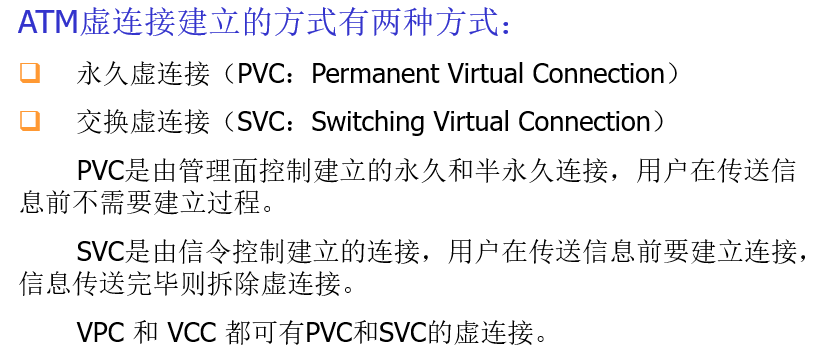 ATM虚连接建立的方式有两种方式：
永久虚连接（PVC：Permanent Virtual Connection）
交换虚连接（SVC：Switching Virtual Connection）
PVC是由管理面控制建立的永久和半永久连接，用户在传送信
息前不需要建立过程。
SVC是由信令控制建立的连接，用户在传送信息前要建立连接，
信息传送完毕则拆除虚连接。
VPC 和 VCC 都可有PVC和SVC的虚连接。